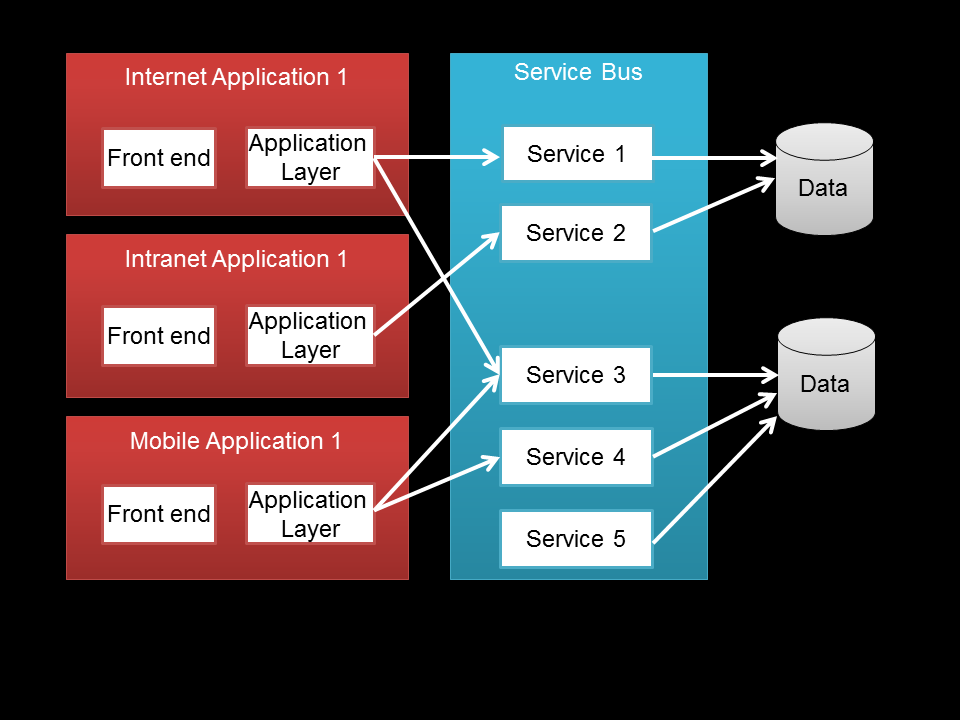 Internet Application 1
Front end
Application
Layer
Intranet Application 1
Front end
Application
Layer
Mobile Application 1
Front end
Application
Layer
Service Bus
Service 1
Service 2
Service 3
Service 4
Service 5
Data
Data